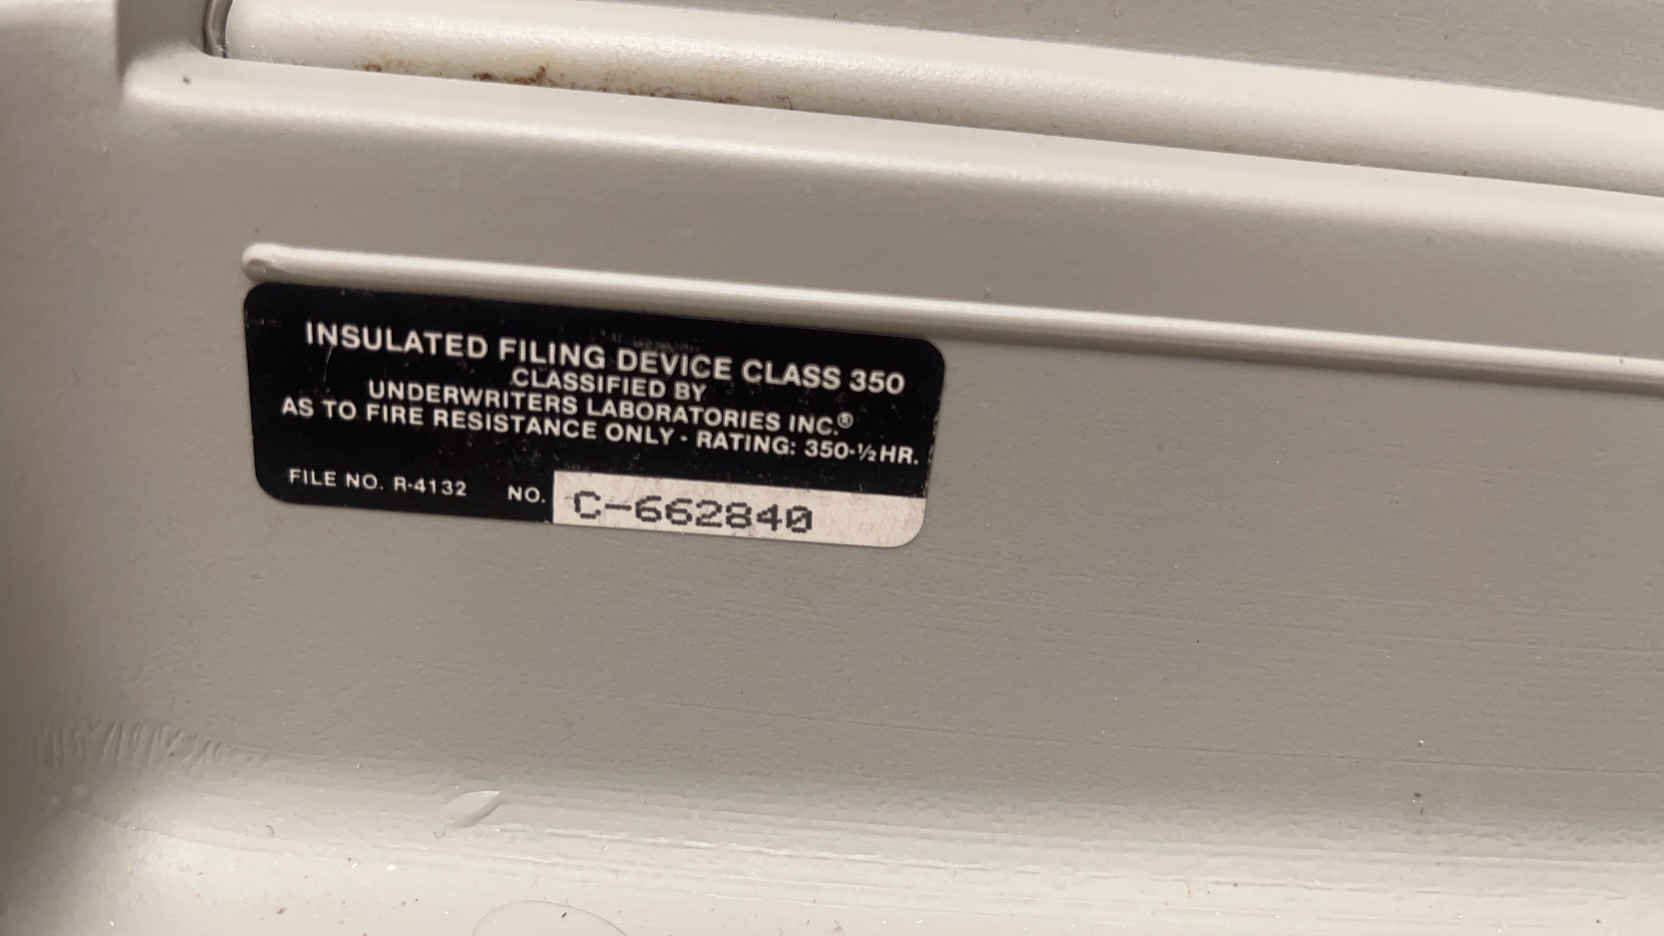 INSULATED FILING DEVICE CLASS 350
CLASSIFIED BY
UNDERWRITERS LABORATORIES INC.®
AS TO FIRE RESISTANCE ONLY - RATING: 350-½HR.
FILE NO. R-4132 NO. C-662840